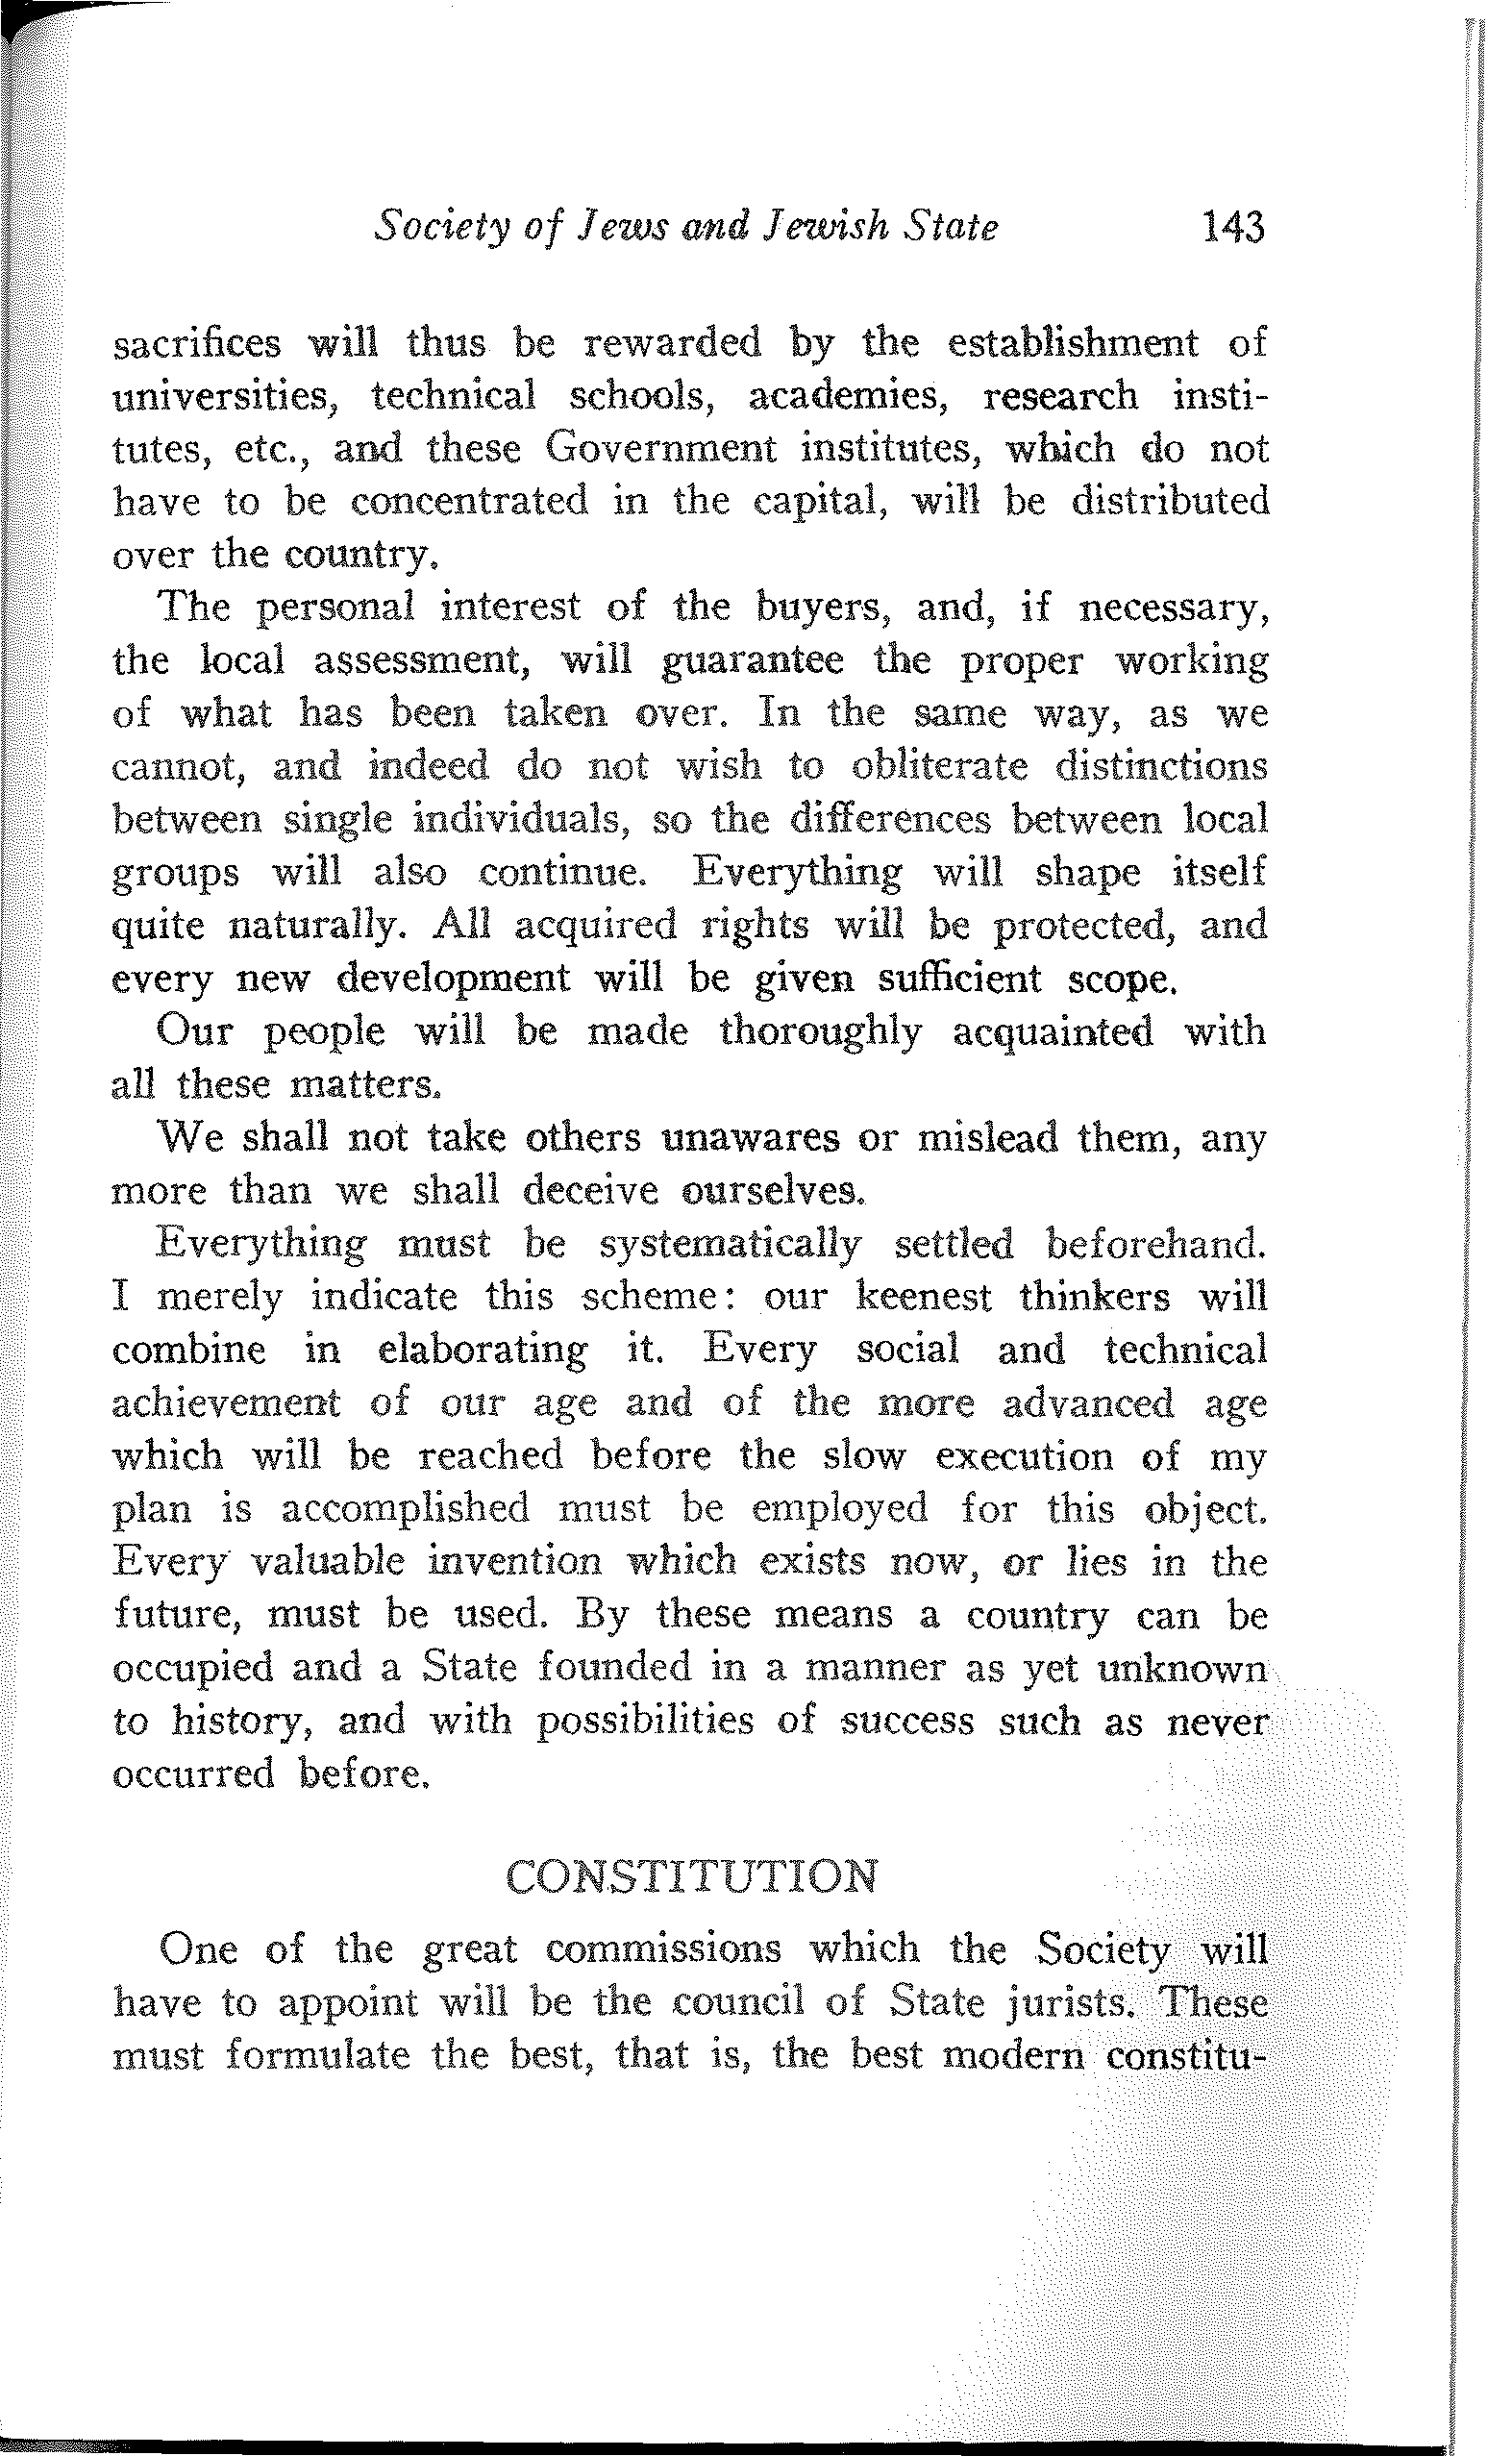 Society of Jews and Jewish State 143
sacrifices will thus be rewarded by the establishment of
universities, technical schools, academies, research insti-
tutes, etc., and these Government institutes, which do not
have to be concentrated in the capital, will be distributed
over the country.
The personal interest of the buyers, and, if necessary,
the local assessment, will guarantee the proper working
of what has been taken over. In the same way, as we
cannot, and indeed do not wish to obliterate distinctions
between single individuals, so the differences between local
groups will also continue. Everything will shape itself
quite naturally. All acquired rights will be protected, and
every new development will be given sufficient scope.
Our people will be made thoroughly acquainted with
all these matters.
We shall not take others unawares or mislead them, any
more than we shall deceive ourselves.
Everything must be systematically settled beforehand.
I merely indicate this scheme: our keenest thinkers will
combine in elaborating it. Every social and technical
achievement of our age and of the more advanced age
which will be reached before the slow execution of my
plan is accomplished must be employed for this object.
Every valuable invention which exists now, or lies in the
future, must be used. By these means a country can be
occupied and a State founded in a manner as yet unknown
to history, and with possibilities of success such as never
occurred before.
CONSTITUTION
One of the great commissions which the Society will
have to appoint will be the council of State jurists. These
must formulate the best, that is, the best modern constitu-